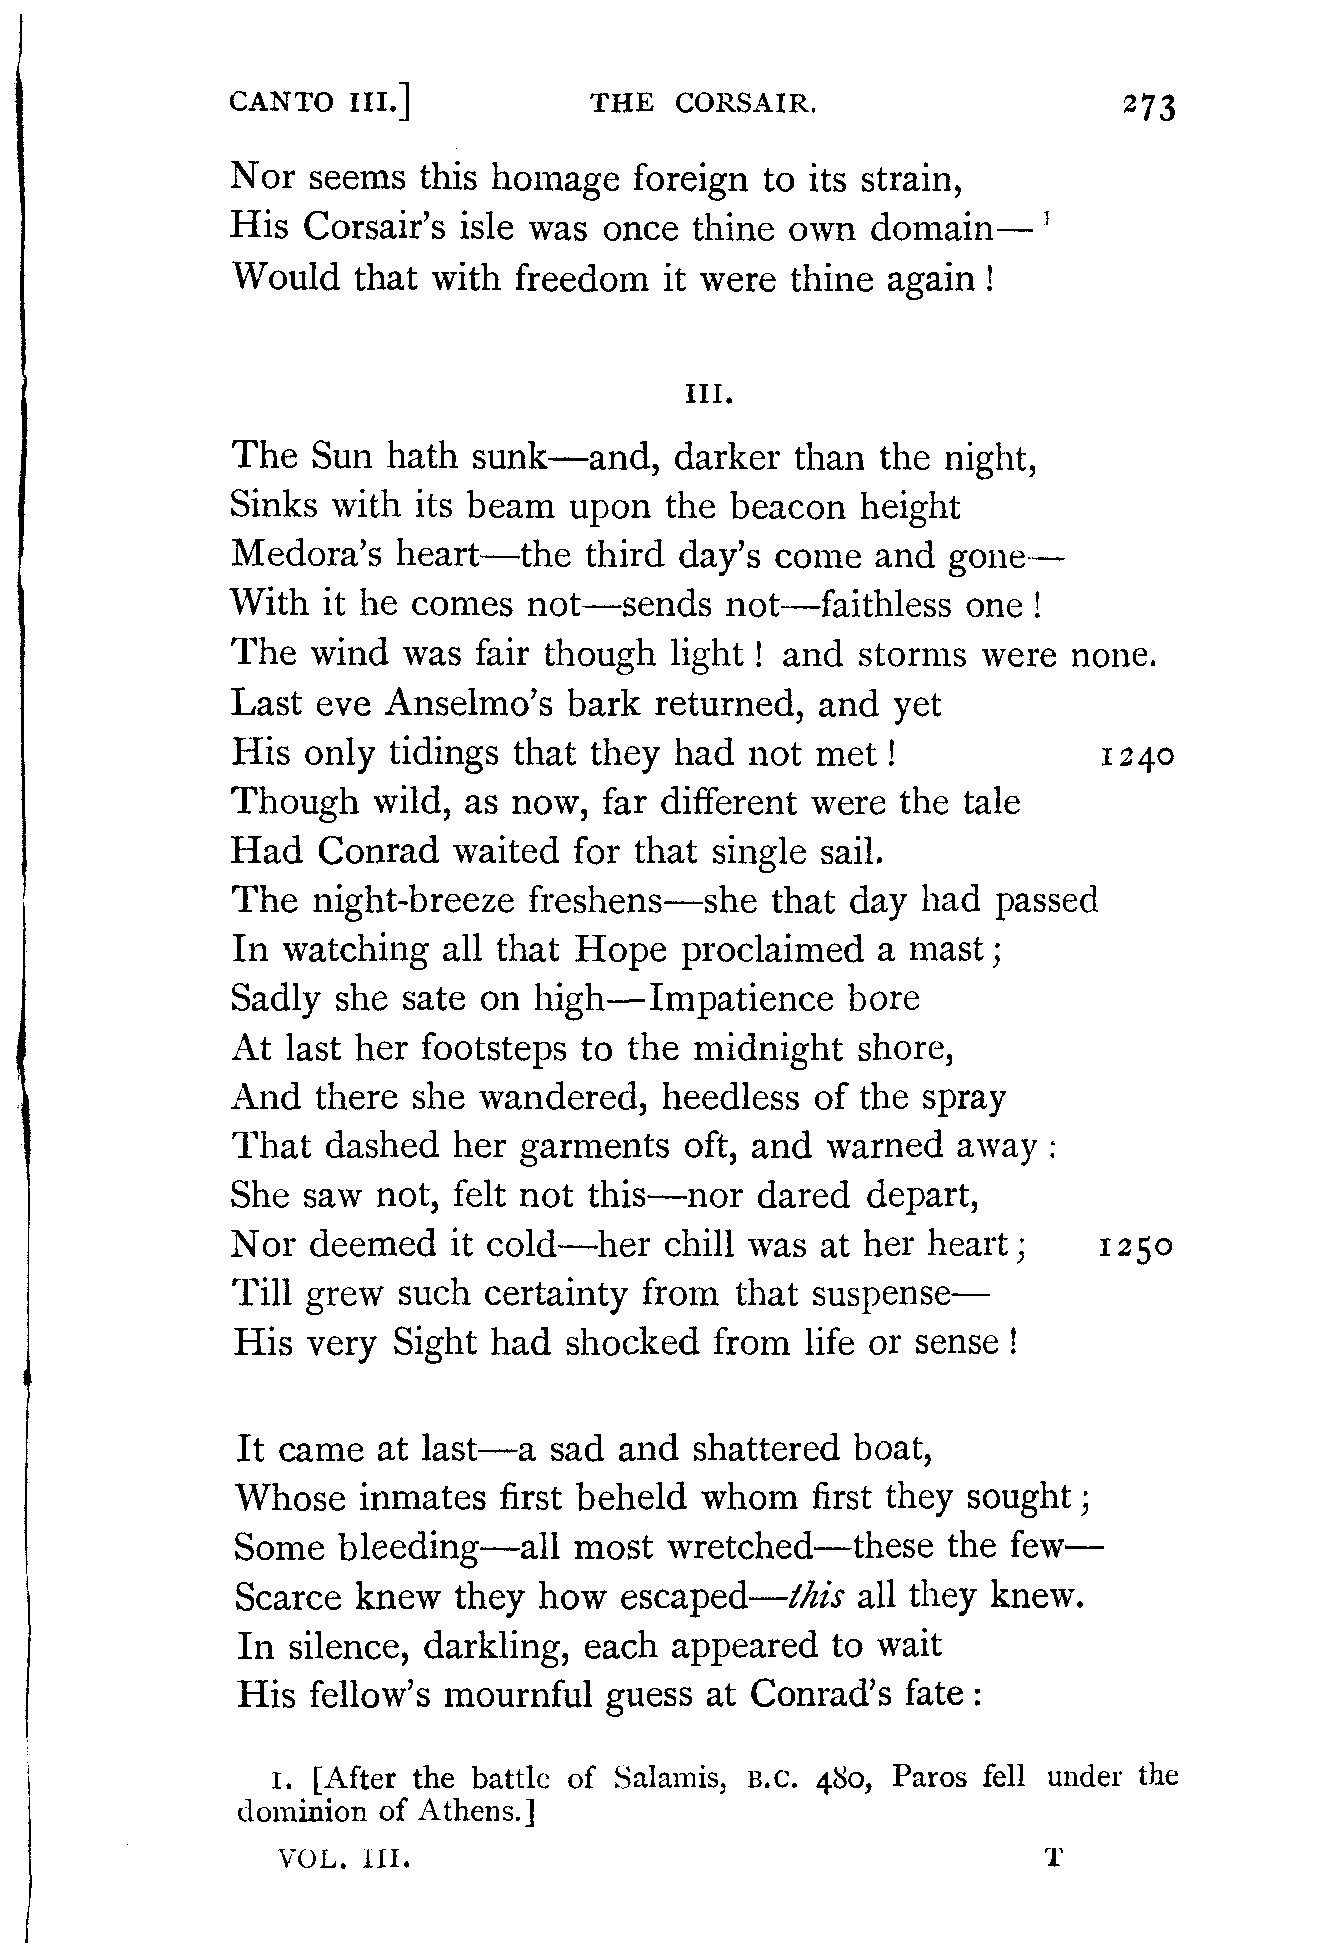 CANTO III.] THE CORSAIR. 273
Nor seems this homage foreign to its strain,
His Corsair's isle was once thine own domain—¹
Would that with freedom it were thine again !
III.
The Sun hath sunk—and, darker than the night,
Sinks with its beam upon the beacon height
Medora's heart—the third day's come and gone—
With it he comes not—sends not—faithless one !
The wind was fair though light ! and storms were none.
Last eve Anselmo's bark returned, and yet
His only tidings that they had not met ! 1240
Though wild, as now, far different were the tale
Had Conrad waited for that single sail.
The night-breeze freshens—she that day had passed
In watching all that Hope proclaimed a mast ;
Sadly she sate on high—Impatience bore
At last her footsteps to the midnight shore,
And there she wandered, heedless of the spray
That dashed her garments oft, and warned away :
She saw not, felt not this—nor dared depart,
Nor deemed it cold—her chill was at her heart ; 1250
Till grew such certainty from that suspense—
His very Sight had shocked from life or sense !
It came at last—a sad and shattered boat,
Whose inmates first beheld whom first they sought ;
Some bleeding—all most wretched—these the few—
Scarce knew they how escaped—this all they knew.
In silence, darkling, each appeared to wait
His fellow's mournful guess at Conrad's fate :
1. [After the battle of Salamis, B.C. 480, Paros fell under the
dominion of Athens.]
VOL. III. T